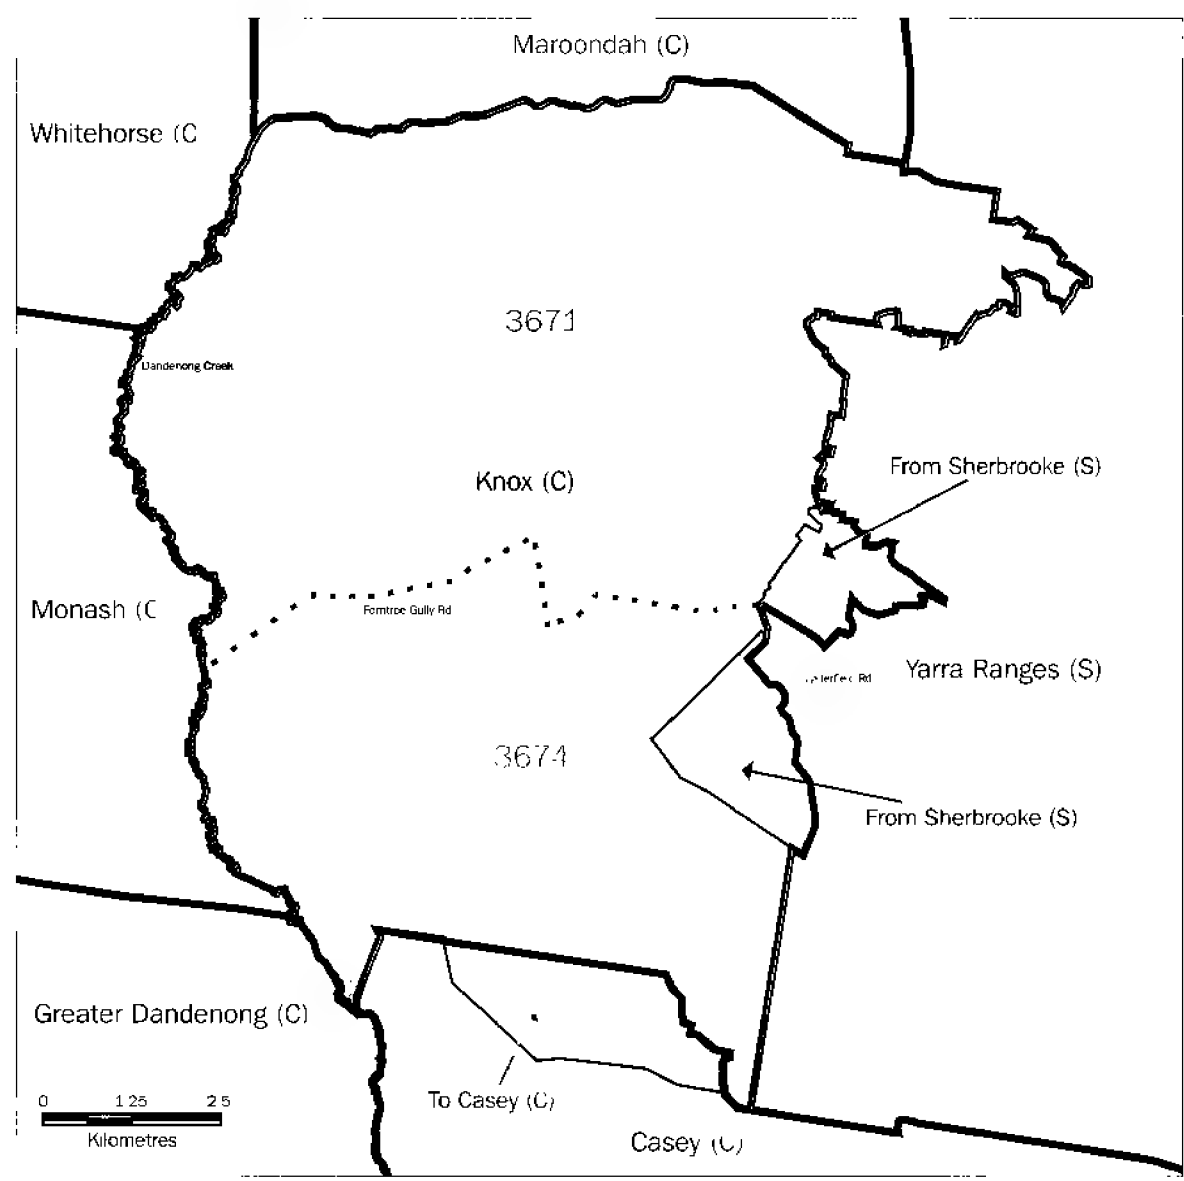 Maroondah (C)
Whitehorse (C
3671
Dandenong Creek
From Sherbrooke (S)
Knox (C)
Monash (C
Ferntree Gully Rd
Yarra Ranges (S)
Rd
3674
From Sherbrooke (S)
Greater Dandenong (C)
To Casey (C)
0 1 25 2 5
Kilometres
Casey (C)